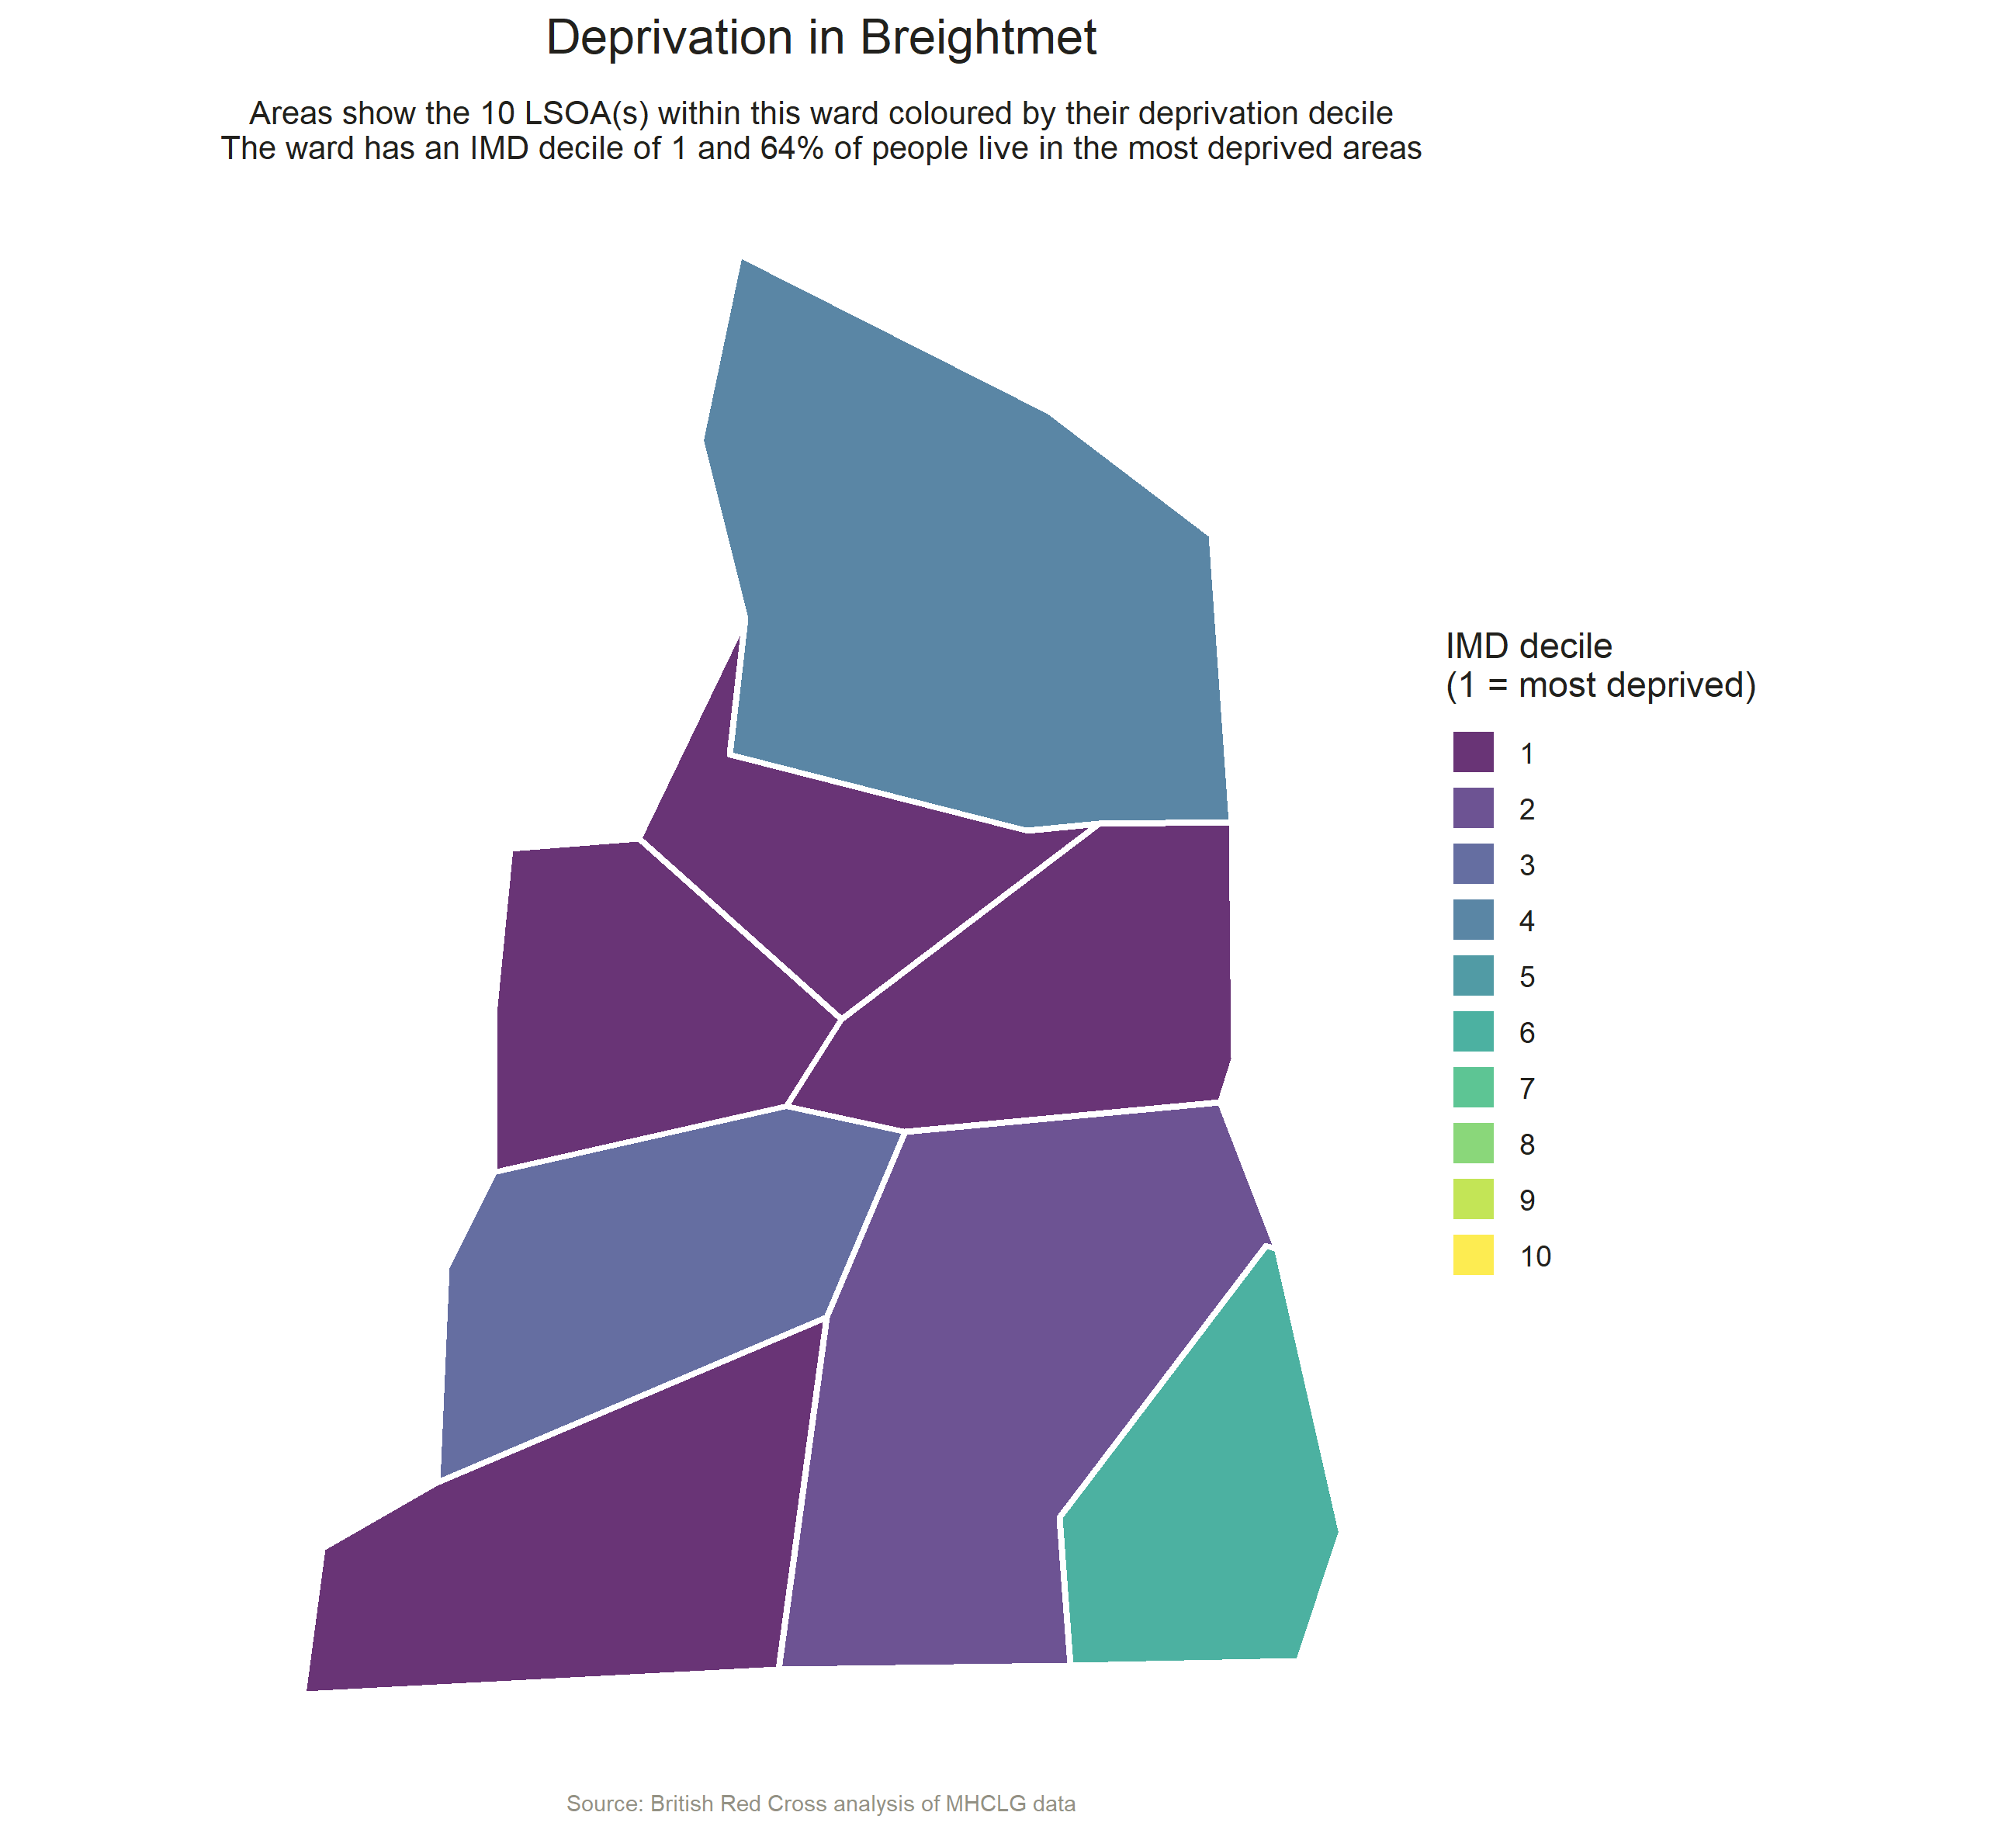 Deprivation in Breightmet
Areas show the 10 LSOA(s) within this ward coloured by their deprivation decile
The ward has an IMD decile of 1 and 64% of people live in the most deprived areas
IMD decile
(1 = most deprived)
1
2
3
4
5
6
7
8
9
10
Source: British Red Cross analysis of MHCLG data